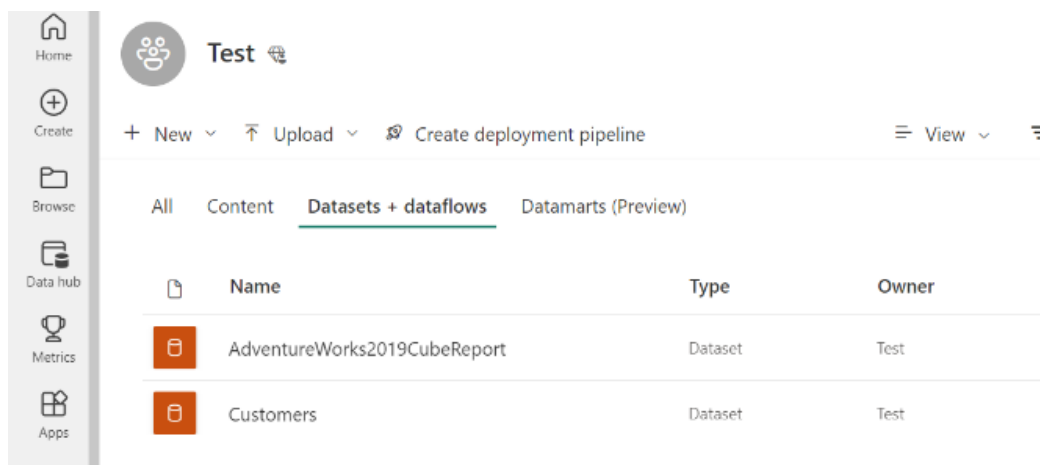 Home
Create
Browse
Data hub
Metrics
Apps
Test
+ New Upload Create deployment pipeline View
All Content Datasets + dataflows Datamarts (Preview)
Name Type Owner
AdventureWorks2019CubeReport Dataset Test
Customers Dataset Test